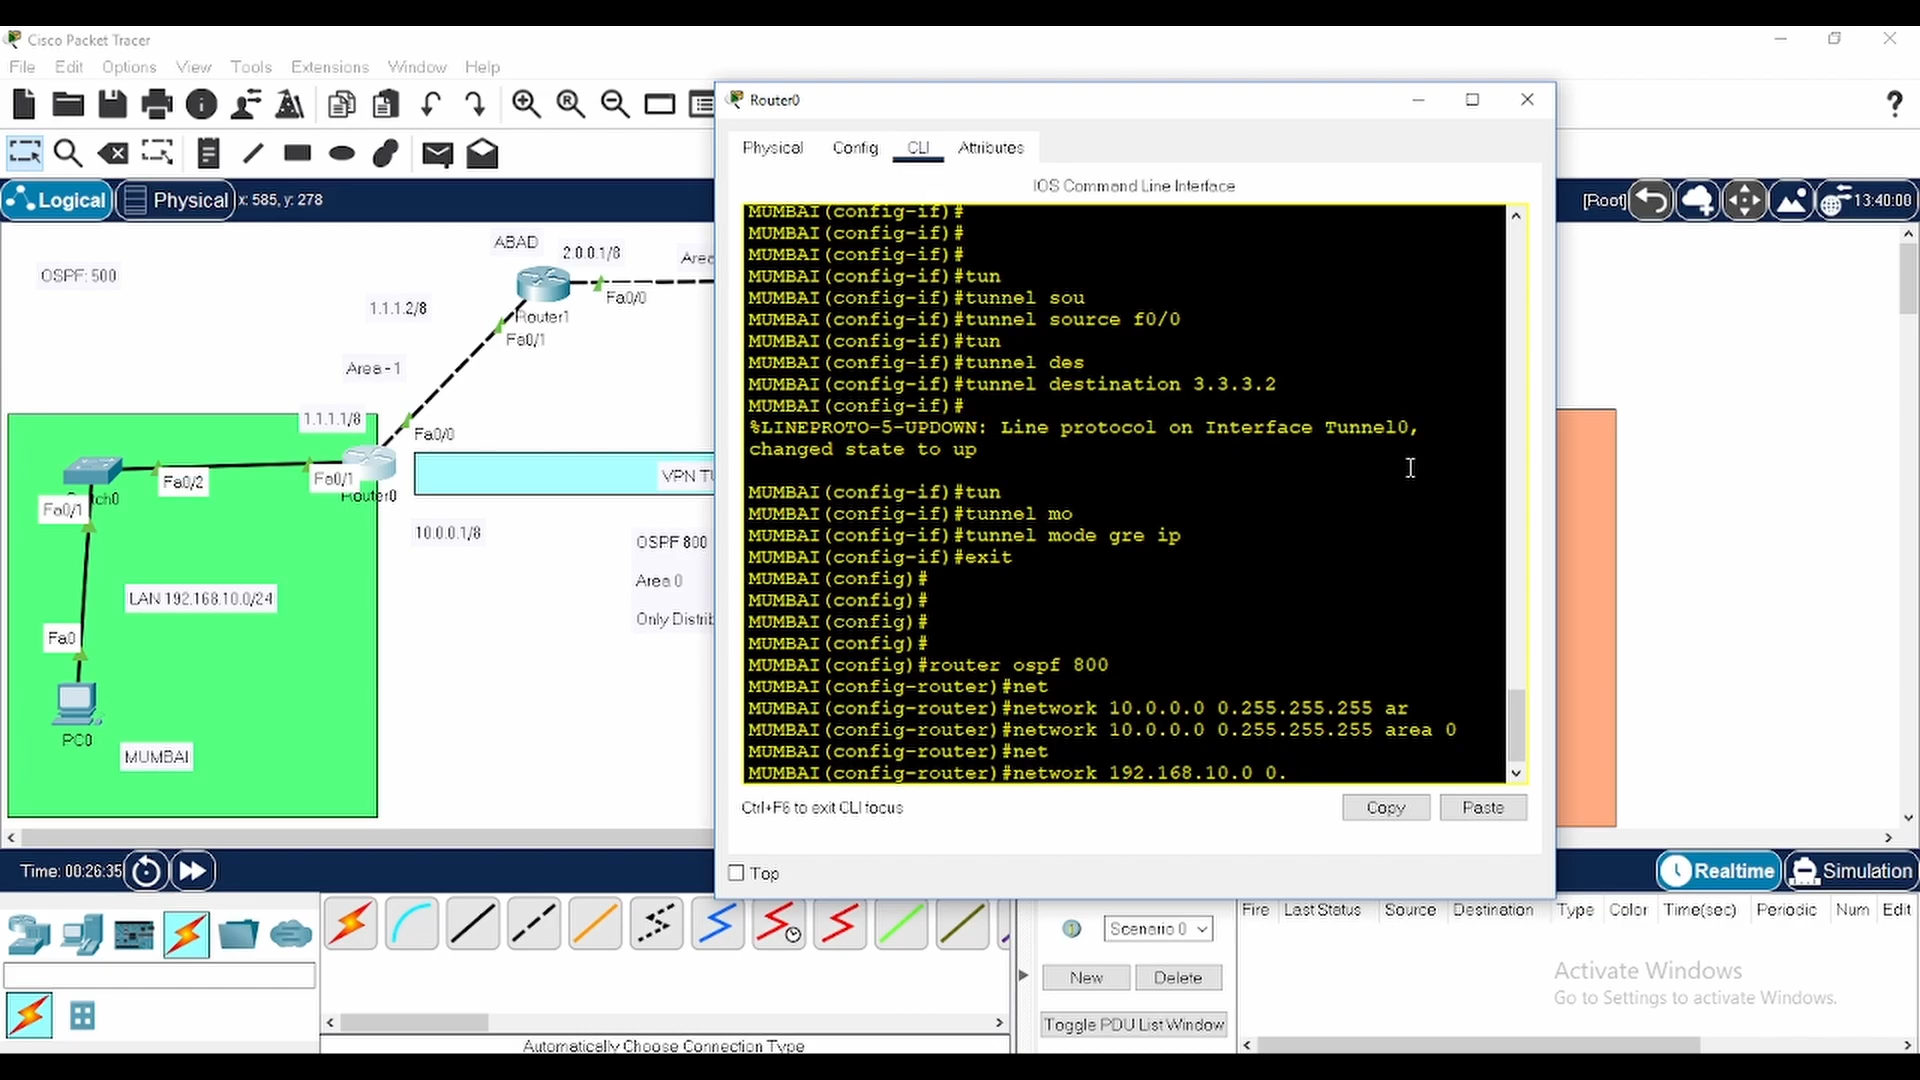 Cisco Packet Tracer
File Edit Options View Tools Extensions Window Help
Logical Physical x: 585, y: 278
[Root] 13:40:00
OSPF: 500
ABAD
2.0.0.1/8
Fa0/0
Router1
Fa0/1
1.1.1.2/8
Area - 1
1.1.1.1/8
Fa0/0
Fa0/1
Router0
Fa0/2
Fa0/1
LAN 192.168.10.0/24
Fa0
PC0
MUMBAI
10.0.0.1/8
OSPF 800
Area 0
Router0
Physical Config CLI Attributes
IOS Command Line Interface
MUMBAI(config-if)#
MUMBAI(config-if)#
MUMBAI(config-if)#
MUMBAI(config-if)#tun
MUMBAI(config-if)#tunnel sou
MUMBAI(config-if)#tunnel source f0/0
MUMBAI(config-if)#tun
MUMBAI(config-if)#tunnel des
MUMBAI(config-if)#tunnel destination 3.3.3.2
MUMBAI(config-if)#
%LINEPROTO-5-UPDOWN: Line protocol on Interface Tunnel0,
changed state to up
MUMBAI(config-if)#tun
MUMBAI(config-if)#tunnel mo
MUMBAI(config-if)#tunnel mode gre ip
MUMBAI(config-if)#exit
MUMBAI(config)#
MUMBAI(config)#
MUMBAI(config)#
MUMBAI(config)#
MUMBAI(config)#router ospf 800
MUMBAI(config-router)#net
MUMBAI(config-router)#network 10.0.0.0 0.255.255.255 ar
MUMBAI(config-router)#network 10.0.0.0 0.255.255.255 area 0
MUMBAI(config-router)#net
MUMBAI(config-router)#network 192.168.10.0 0.
Ctrl+F6 to exit CLI focus
Copy Paste
Top
Time: 00:26:35
Realtime Simulation
Automatically Choose Connection Type
Scenario 0
New Delete
Toggle PDU List Window
Fire Last Status Source Destination Type Color Time(sec) Periodic Num Edit
Activate Windows
Go to Settings to activate Windows.